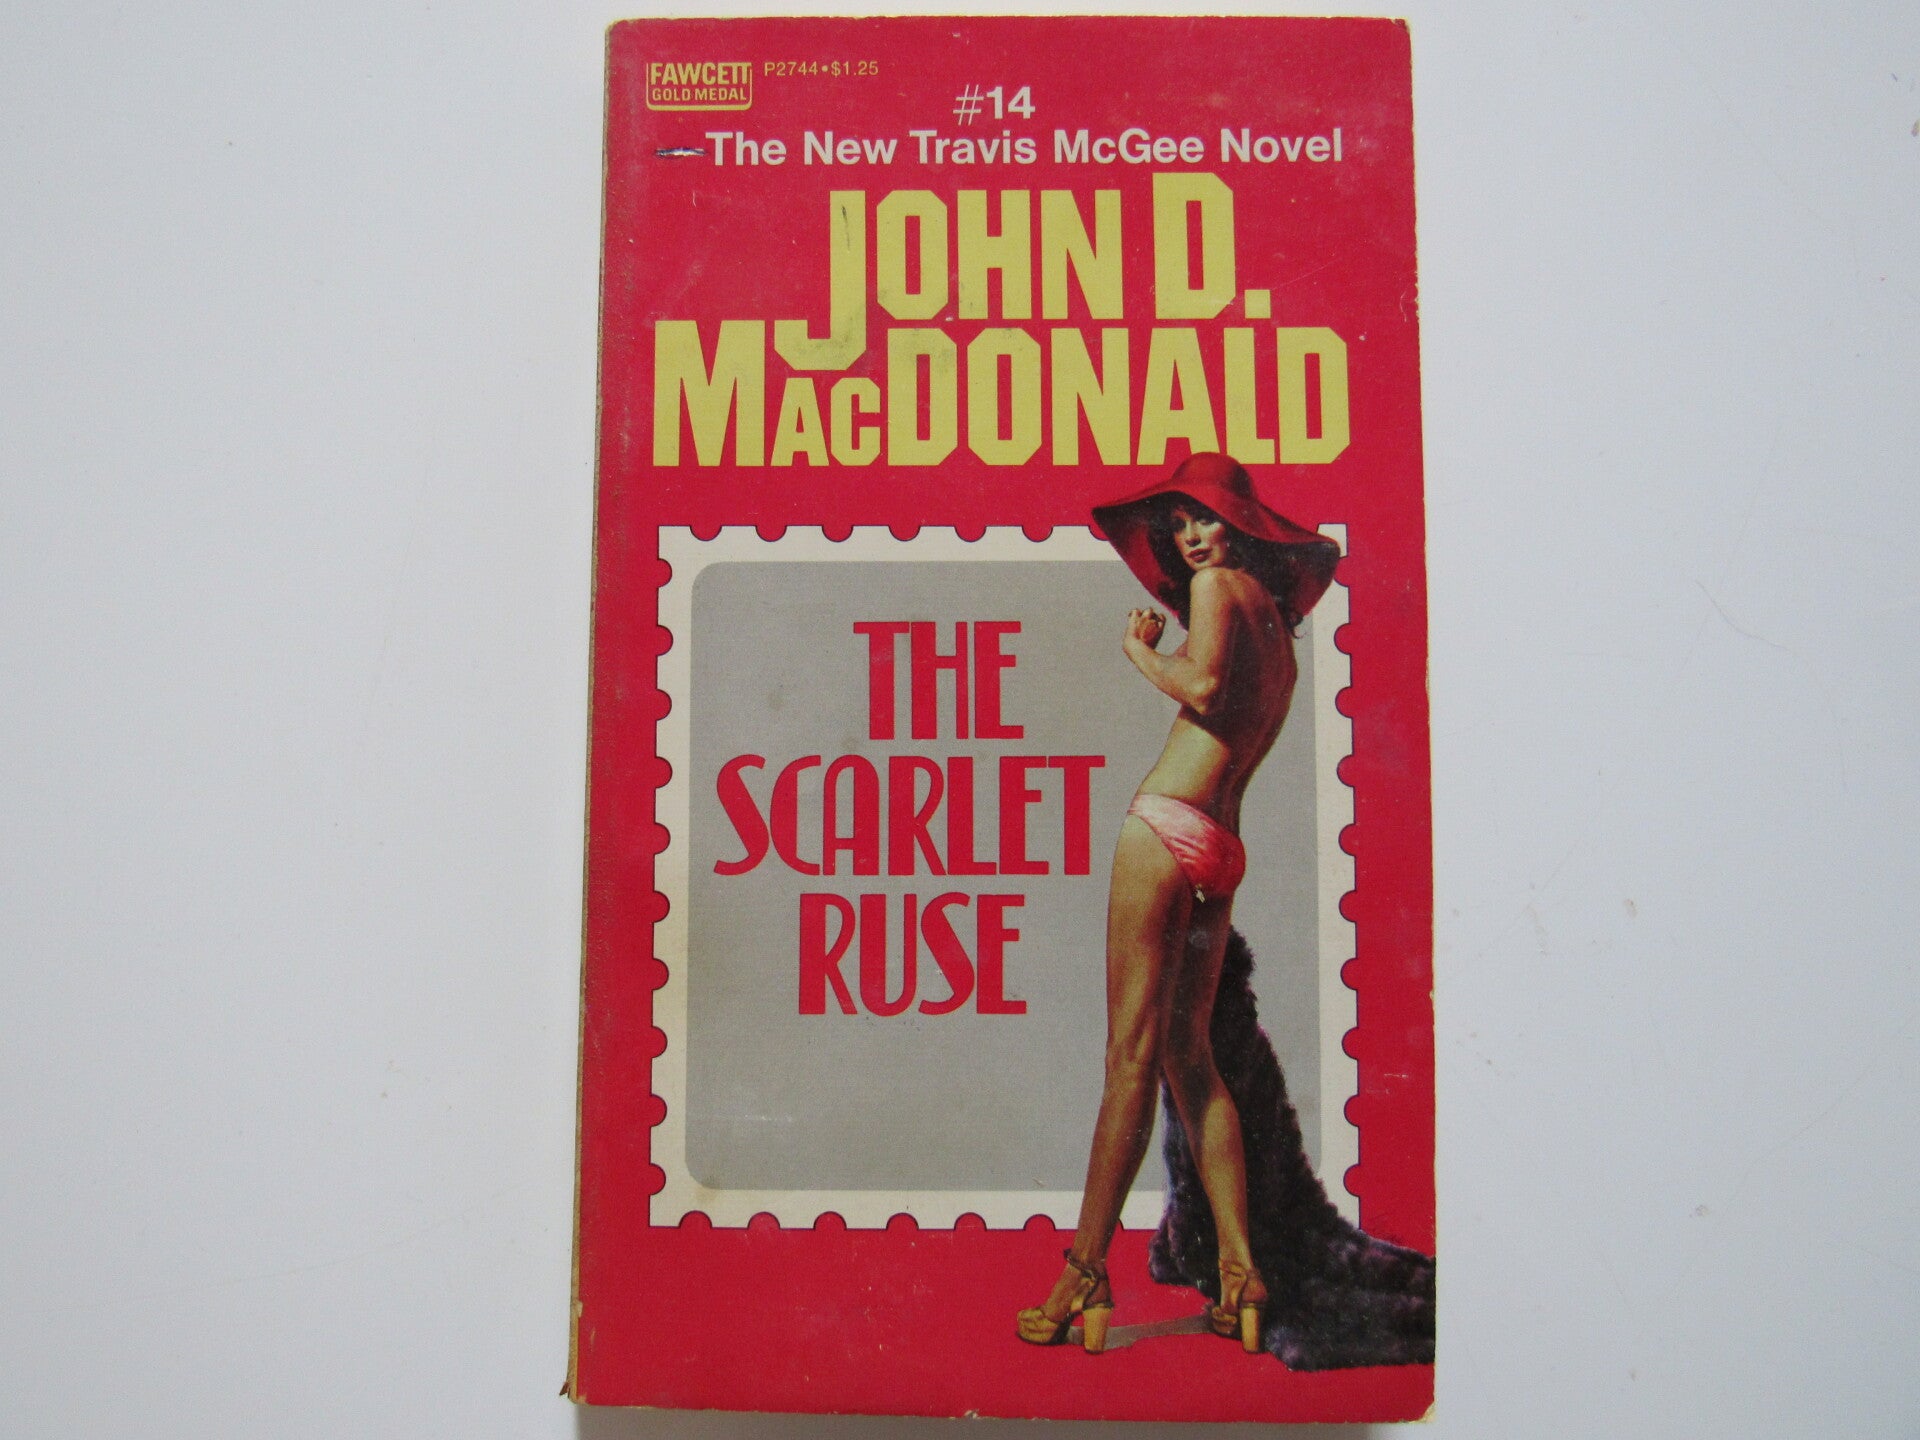 FAWCETT
GOLD MEDAL
P2744•$1.25
#14
The New Travis McGee Novel
JOHN D.
MACDONALD
THE
SCARLET
RUSE